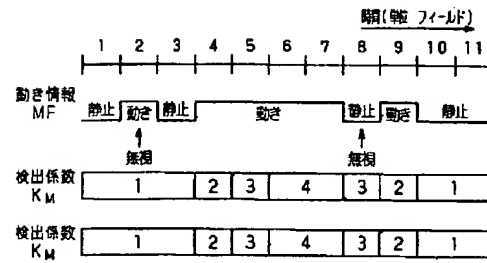 時間(単位 フィールド)
1 2 3 4 5 6 7 8 9 10 11
動き情報
MF
静止 動き 静止 動き 静止 動き 静止
無視 無視
検出係数
KM
1 2 3 4 3 2 1
検出係数
KM
1 2 3 4 3 2 1